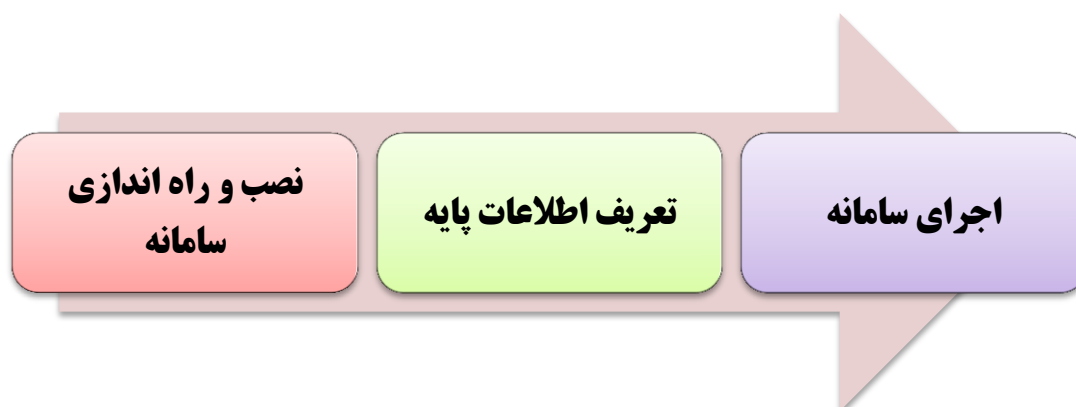 نصب و راه اندازی
سامانه
تعریف اطلاعات پایه
اجرای سامانه